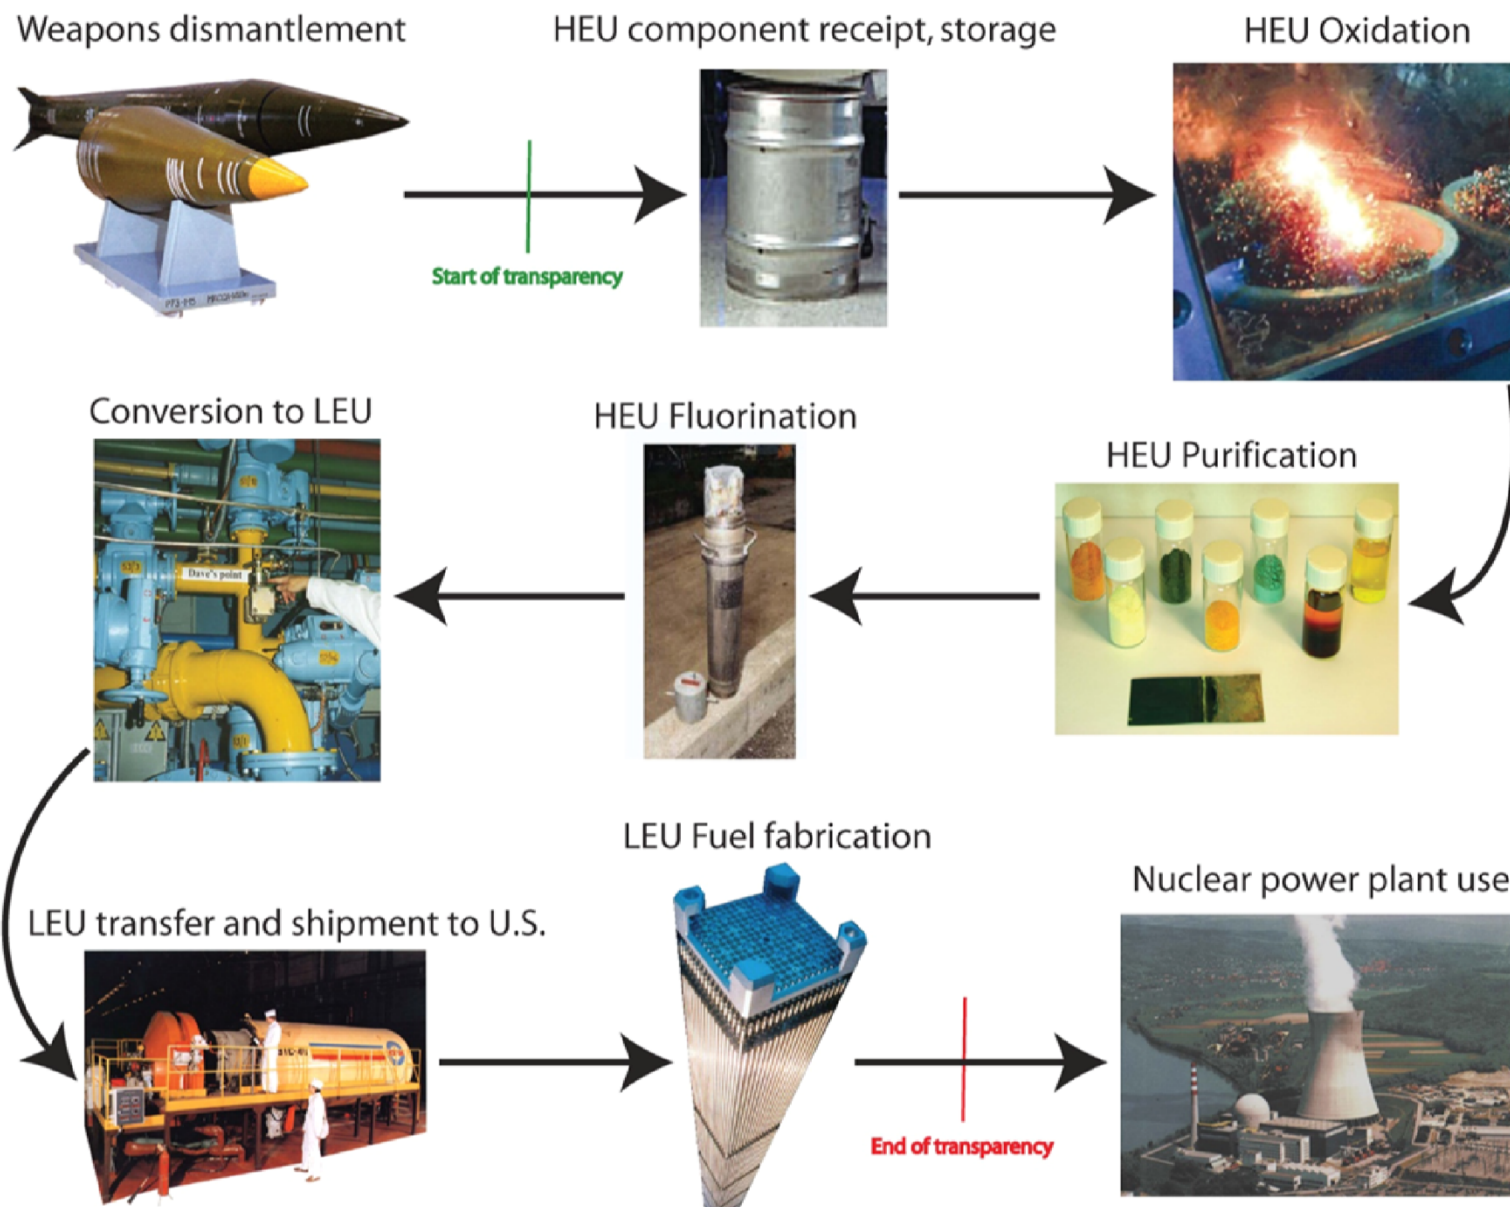 Weapons dismantlement
HEU component receipt, storage
HEU Oxidation
Start of transparency
Conversion to LEU
HEU Fluorination
HEU Purification
Dave's point
LEU transfer and shipment to U.S.
LEU Fuel fabrication
Nuclear power plant use
End of transparency